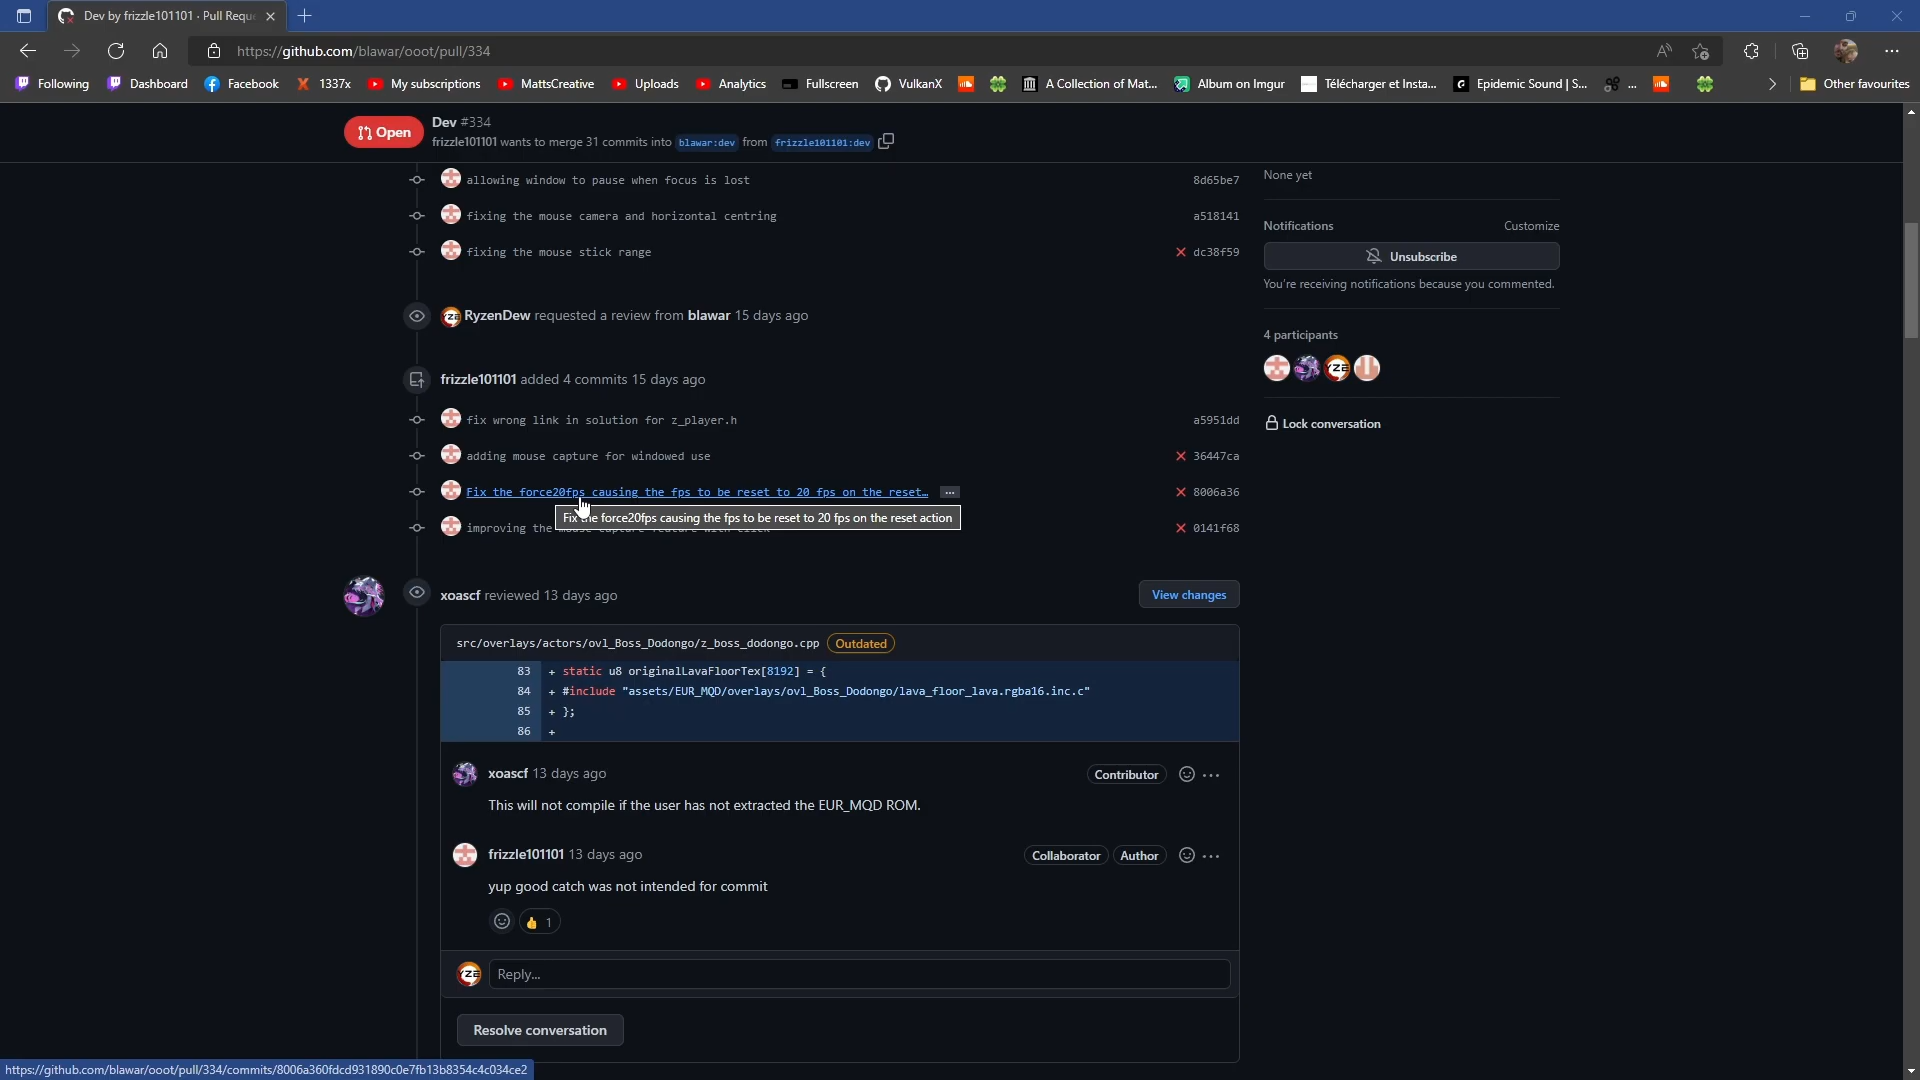 Dev by frizzle101101 · Pull Requ
https://github.com/blawar/ooot/pull/334
Following
Dashboard
Facebook
1337x
My subscriptions
MattsCreative
Uploads
Analytics
Fullscreen
VulkanX
A Collection of Mat...
Album on Imgur
Télécharger et Insta...
Epidemic Sound | S...
...
Other favourites
Open
Dev #334
frizzle101101 wants to merge 31 commits into blawar:dev from frizzle101101:dev
allowing window to pause when focus is lost 8d65be7
fixing the mouse camera and horizontal centring a518141
fixing the mouse stick range dc38f59
RyzenDew requested a review from blawar 15 days ago
frizzle101101 added 4 commits 15 days ago
fix wrong link in solution for z_player.h a5951dd
adding mouse capture for windowed use 36447ca
Fix the force20fps causing the fps to be reset to 20 fps on the reset… ... 8006a36
Fix the force20fps causing the fps to be reset to 20 fps on the reset action
improving the 0141f68
xoascf reviewed 13 days ago
View changes
src/overlays/actors/ovl_Boss_Dodongo/z_boss_dodongo.cpp Outdated
83 + static u8 originalLavaFloorTex[8192] = {
84 + #include "assets/EUR_MQD/overlays/ovl_Boss_Dodongo/lava_floor_lava.rgba16.inc.c"
85 + };
86 +
xoascf 13 days ago Contributor
This will not compile if the user has not extracted the EUR_MQD ROM.
frizzle101101 13 days ago Collaborator Author
yup good catch was not intended for commit
👍 1
Reply...
Resolve conversation
None yet
Notifications Customize
Unsubscribe
You're receiving notifications because you commented.
4 participants
Lock conversation
https://github.com/blawar/ooot/pull/334/commits/8006a360fdcd931890c0e7fb13b8354c4c034ce2